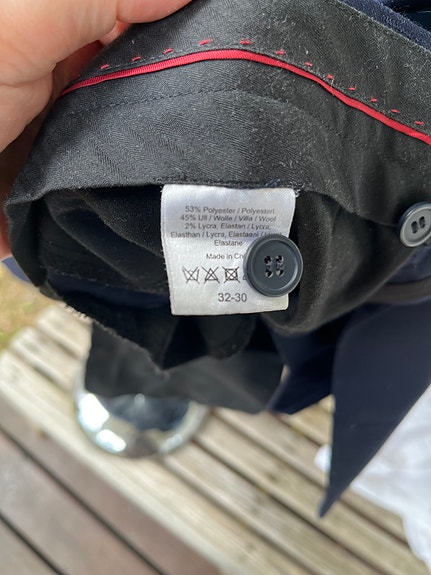 53% Polyester / Polyesteri
45% Ull / Wolle / Villa / Wool
2% Lycra, Elastan / Lycra,
Elasthan / Lycra, Elastaani /
Elastane
Made in
32-30